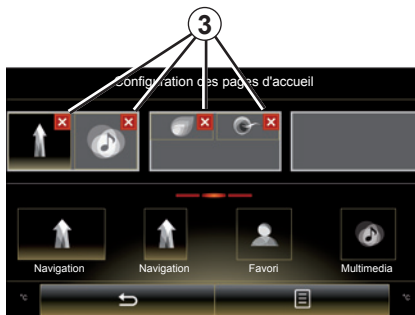 3
Configuration des pages d'accueil
Navigation
Navigation
Favori
Multimedia
°C
°C